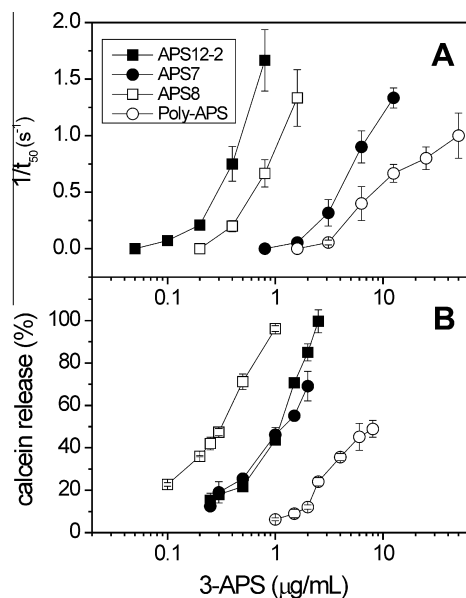 A
APS12-2
APS7
APS8
Poly-APS
1/t50 (s-1)
2.0
1.5
1.0
0.5
0.0
0.1 1 10
B
calcein release (%)
100
80
60
40
20
0
0.1 1 10
3-APS (µg/mL)